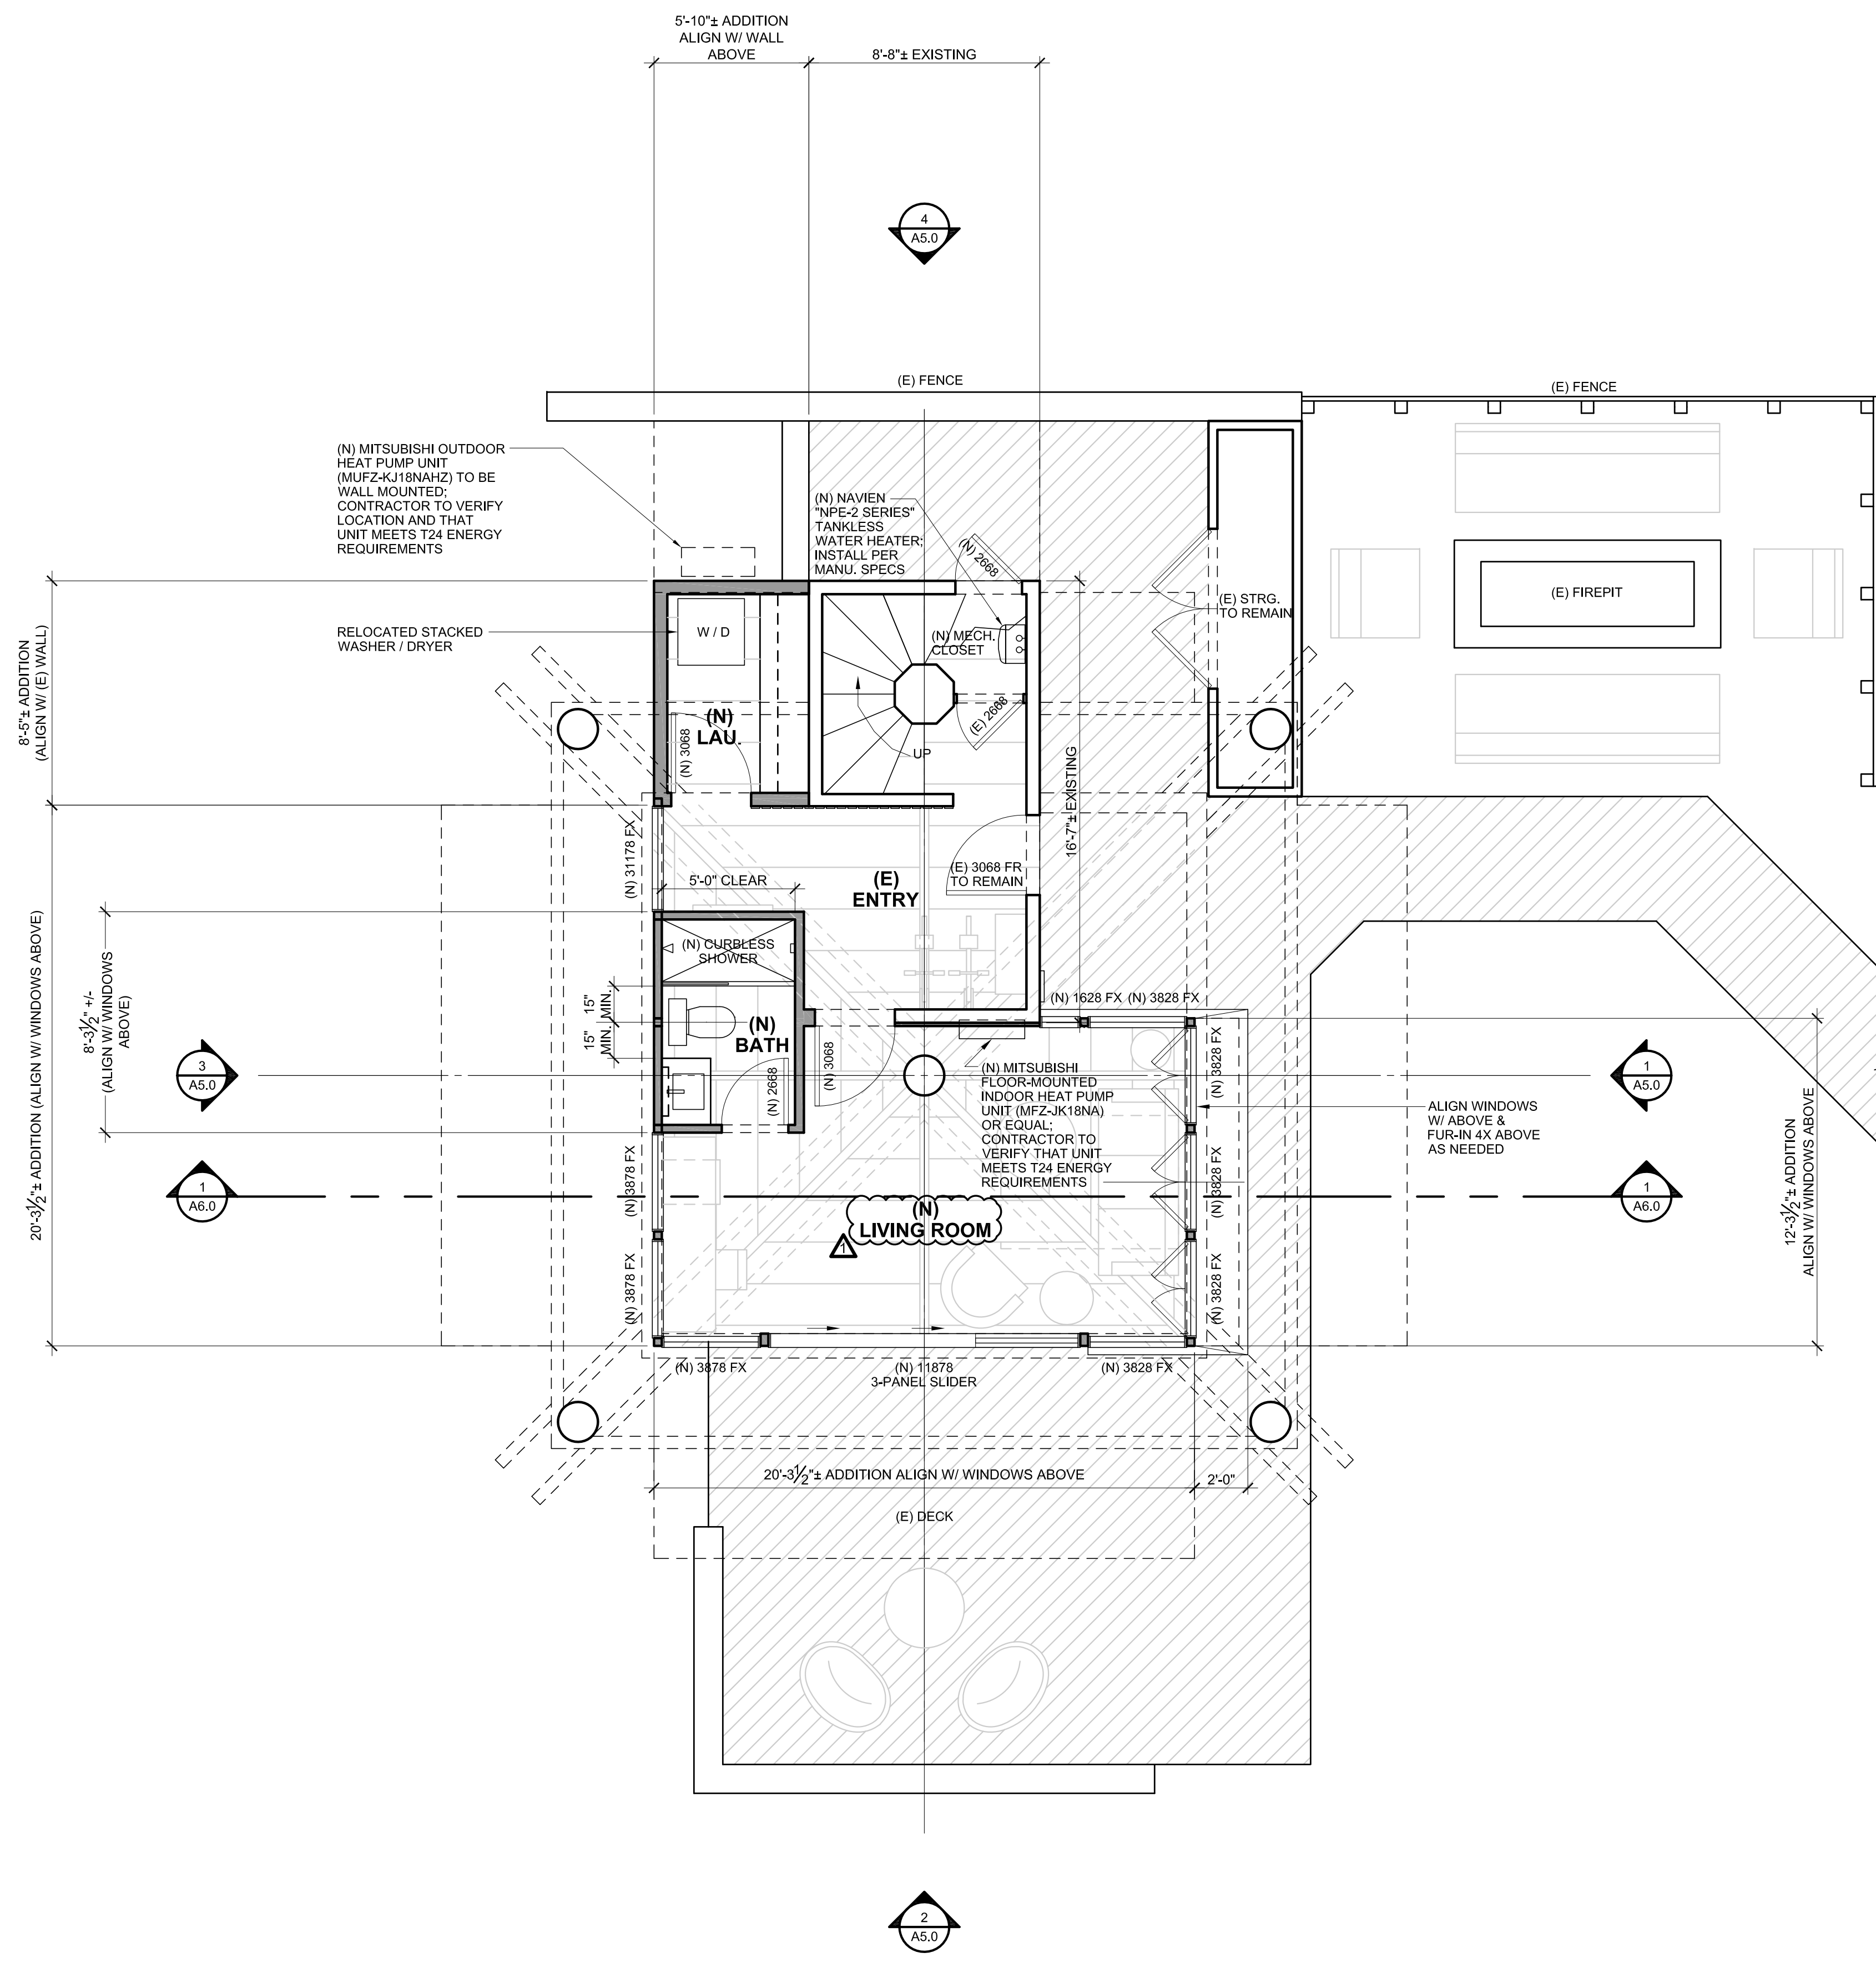 5'-10"± ADDITION
ALIGN W/ WALL
ABOVE
8'-8"± EXISTING
4
A5.0
(E) FENCE
(E) FENCE
(N) MITSUBISHI OUTDOOR
HEAT PUMP UNIT
(MUFZ-KJ18NAHZ) TO BE
WALL MOUNTED;
CONTRACTOR TO VERIFY
LOCATION AND THAT
UNIT MEETS T24 ENERGY
REQUIREMENTS
(N) NAVIEN
"NPE-2 SERIES"
TANKLESS
WATER HEATER;
INSTALL PER
MANU. SPECS
(N) 2668
(E) STRG.
TO REMAIN
(E) FIREPIT
8'-5"± ADDITION
(ALIGN W/ (E) WALL)
RELOCATED STACKED
WASHER / DRYER
W / D
(N) MECH.
CLOSET
(E) 2668
(N)
LAU.
(N) 3068
UP
16'-7"± EXISTING
(N) 31178 FX
5'-0" CLEAR
(E)
ENTRY
(E) 3068 FR
TO REMAIN
20'-3½"± ADDITION (ALIGN W/ WINDOWS ABOVE)
8'-3½" +/-
(ALIGN W/ WINDOWS
ABOVE)
(N) CURBLESS
SHOWER
15"
MIN.
15"
MIN.
(N)
BATH
(N) 2668
(N) 3068
(N) 1628 FX
(N) 3828 FX
(N) 3828 FX
3
A5.0
1
A5.0
(N) MITSUBISHI
FLOOR-MOUNTED
INDOOR HEAT PUMP
UNIT (MFZ-JK18NA)
OR EQUAL;
CONTRACTOR TO
VERIFY THAT UNIT
MEETS T24 ENERGY
REQUIREMENTS
ALIGN WINDOWS
W/ ABOVE &
FUR-IN 4X ABOVE
AS NEEDED
12'-3½"± ADDITION
ALIGN W/ WINDOWS ABOVE
1
A6.0
(N) 3878 FX
(N) 3828 FX
1
A6.0
(N)
LIVING ROOM
1
(N) 3878 FX
(N) 3828 FX
(N) 3878 FX
(N) 11878
3-PANEL SLIDER
(N) 3828 FX
20'-3½"± ADDITION ALIGN W/ WINDOWS ABOVE
2'-0"
(E) DECK
2
A5.0